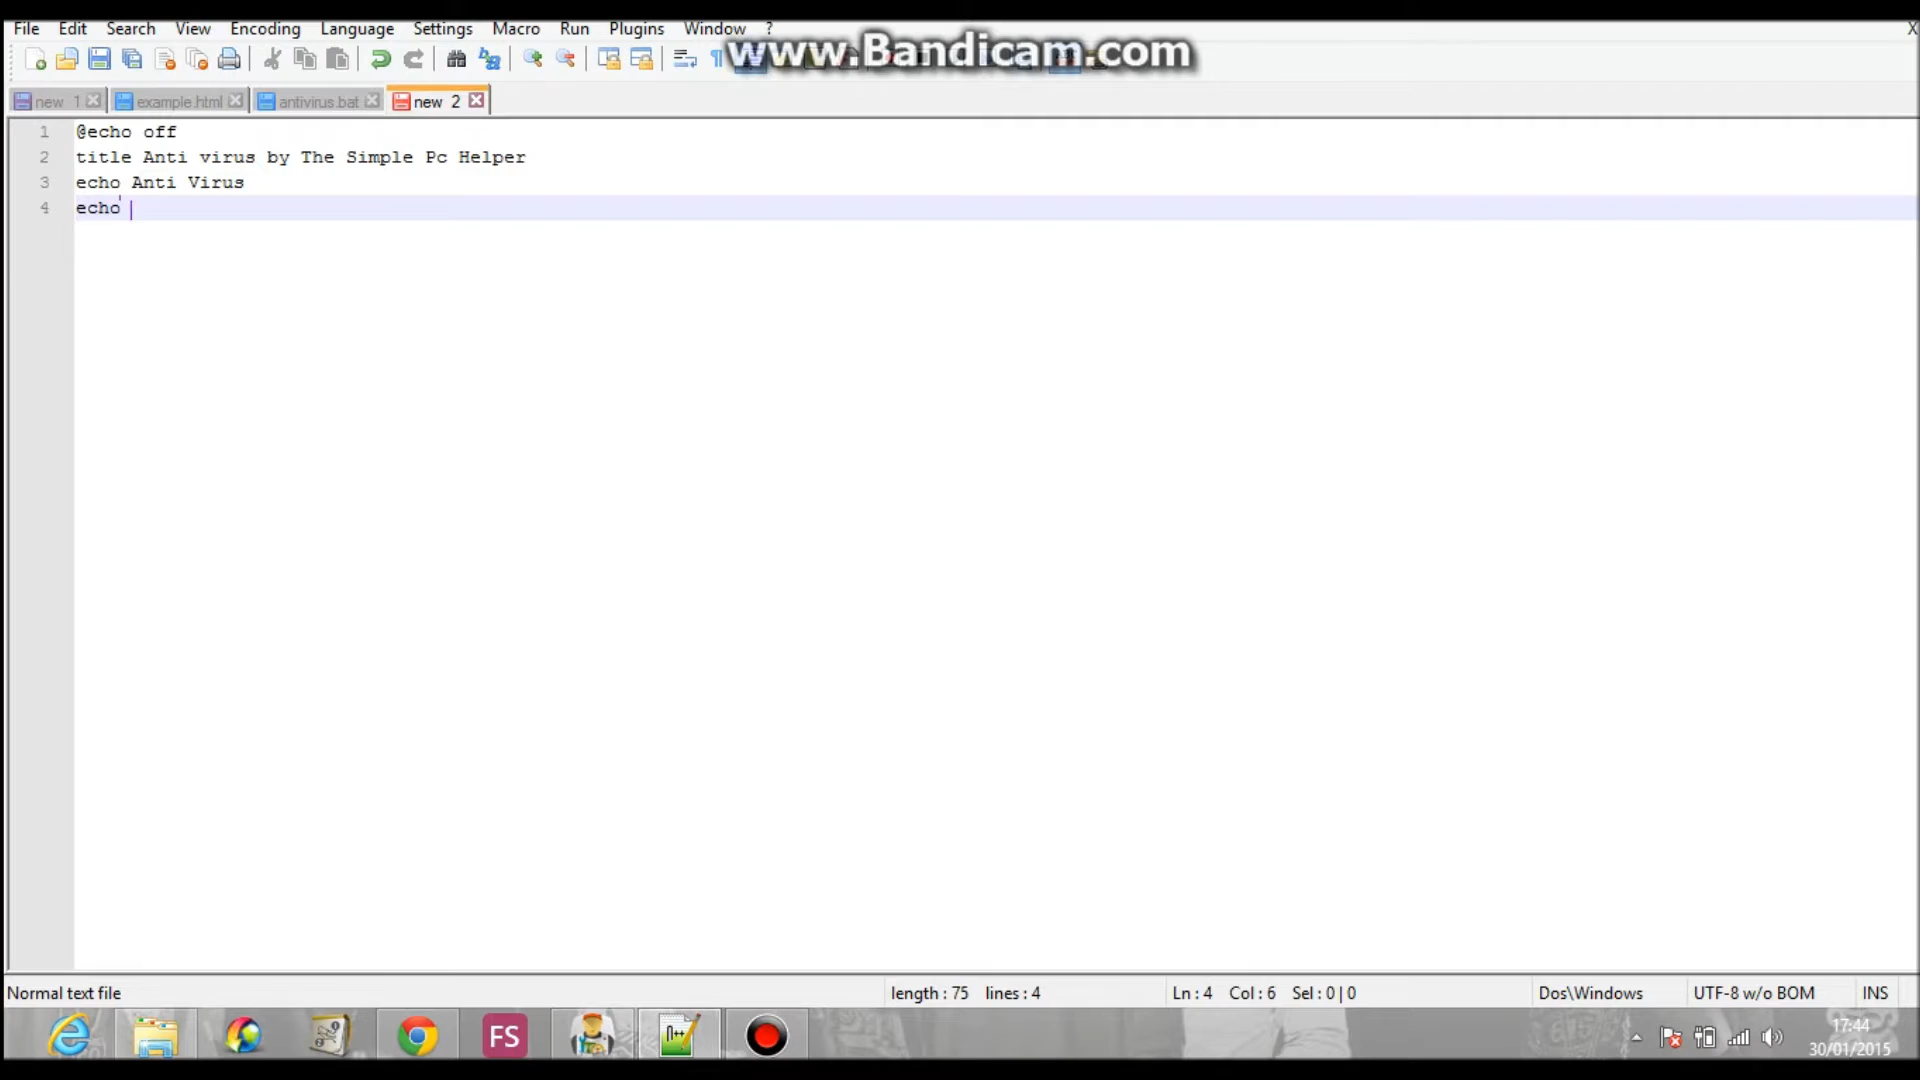 File Edit Search View Encoding Language Settings Macro Run Plugins Window ? X
www.Bandicam.com
new 1 example.html antivirus.bat new 2
1 @echo off
2 title Anti virus by The Simple Pc Helper
3 echo Anti Virus
4 echo
Normal text file length : 75 lines : 4 Ln : 4 Col : 6 Sel : 0 | 0 Dos\Windows UTF-8 w/o BOM INS
FS
17:44
30/01/2015